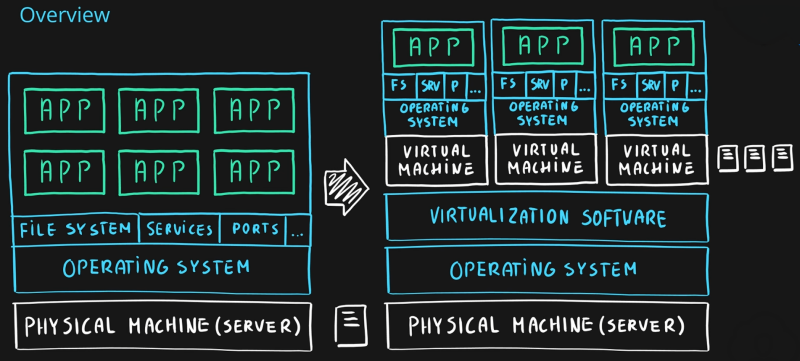 Overview
APP APP APP
APP APP APP
FILE SYSTEM SERVICES PORTS ...
OPERATING SYSTEM
PHYSICAL MACHINE (SERVER)
APP APP APP
FS SRV P ... FS SRV P ... FS SRV P ...
OPERATING SYSTEM OPERATING SYSTEM OPERATING SYSTEM
VIRTUAL MACHINE VIRTUAL MACHINE VIRTUAL MACHINE
VIRTUALIZATION SOFTWARE
OPERATING SYSTEM
PHYSICAL MACHINE (SERVER)